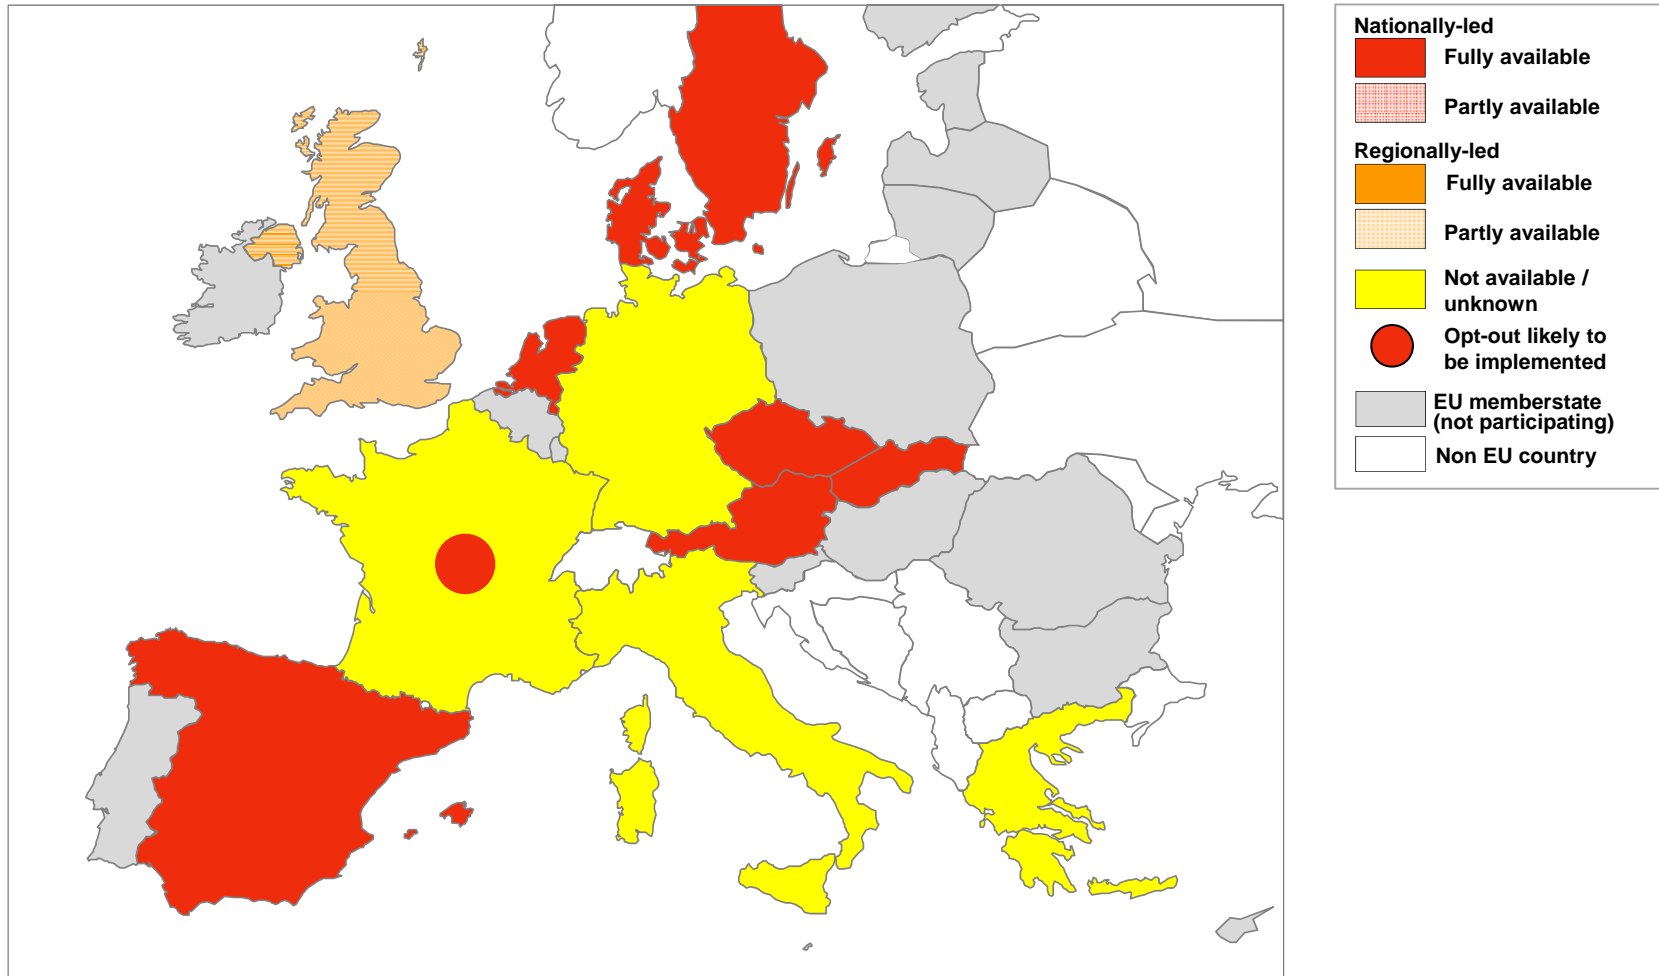 Nationally-led
Fully available
Partly available
Regionally-led
Fully available
Partly available
Not available /
unknown
Opt-out likely to
be implemented
EU memberstate
(not participating)
Non EU country